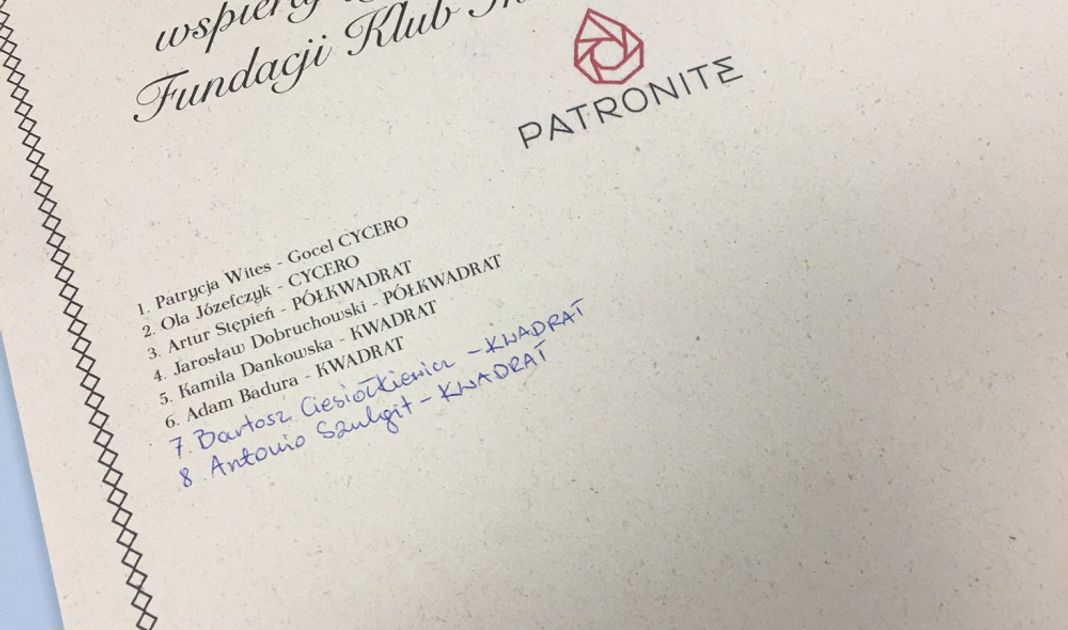 wspierają
Fundacji Klub
PATRONITE
1. Patrycja Wites - Gocel CYCERO
2. Ola Józefczyk - CYCERO
3. Artur Stępień - PÓŁKWADRAT
4. Jarosław Dobruchowski - PÓŁKWADRAT
5. Kamila Dankowska - KWADRAT
6. Adam Badura - KWADRAT
7. Bartosz Ciesiołkiewicz - KWADRAT
8. Antonio Szulgit - KWADRAT